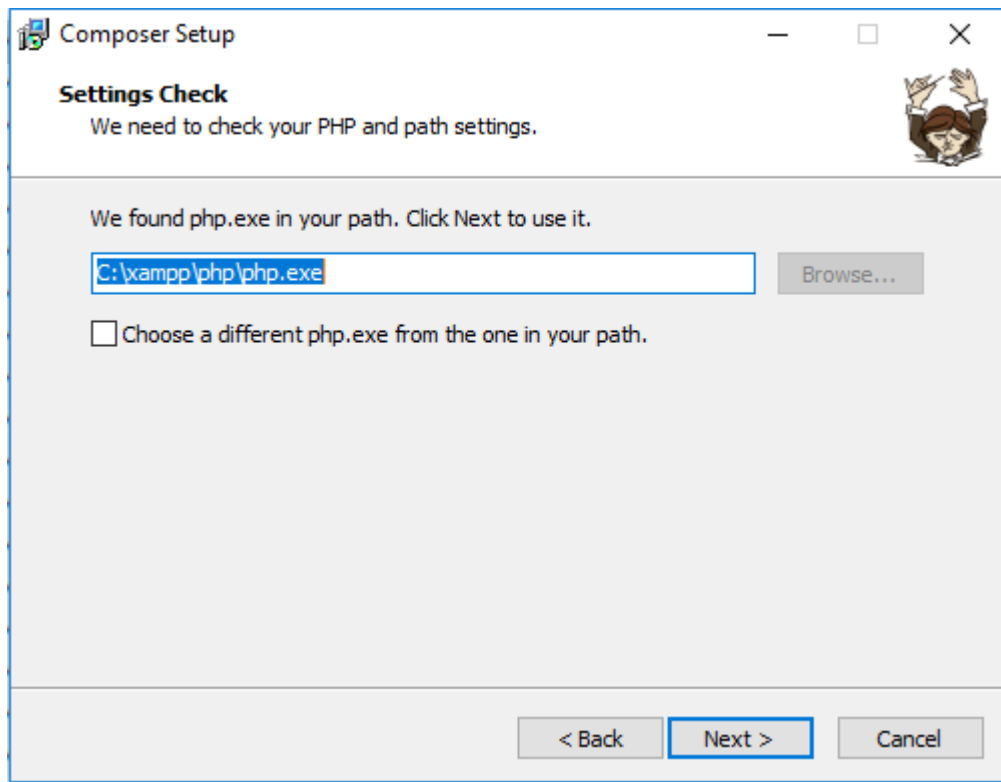 Composer Setup
Settings Check
We need to check your PHP and path settings.
We found php.exe in your path. Click Next to use it.
C:\xampp\php\php.exe
Browse...
Choose a different php.exe from the one in your path.
< Back
Next >
Cancel